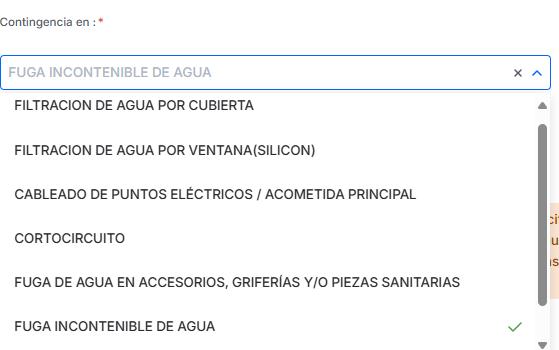 Contingencia en :*
FUGA INCONTENIBLE DE AGUA
FILTRACION DE AGUA POR CUBIERTA
FILTRACION DE AGUA POR VENTANA(SILICON)
CABLEADO DE PUNTOS ELÉCTRICOS / ACOMETIDA PRINCIPAL
CORTOCIRCUITO
FUGA DE AGUA EN ACCESORIOS, GRIFERÍAS Y/O PIEZAS SANITARIAS
FUGA INCONTENIBLE DE AGUA